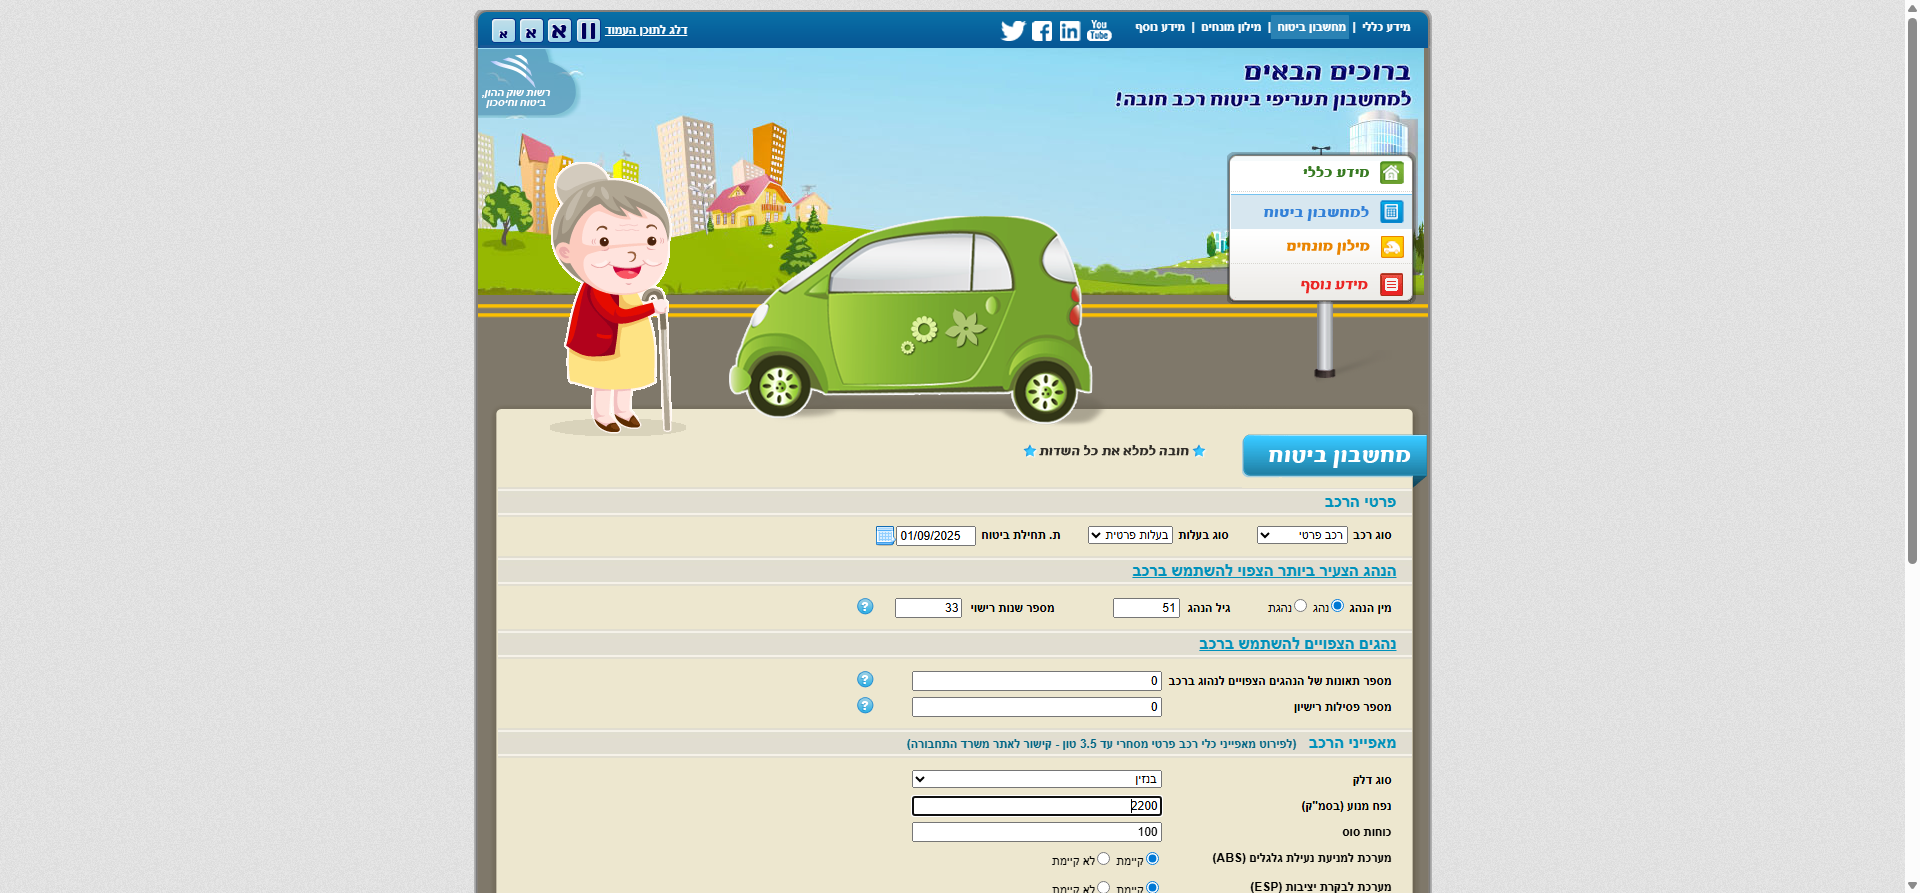 מידע כללי | מחשבון ביטוח | מילון מונחים | מידע נוסף
You Tube
in
דלג לתוכן העמוד
א א א
רשות שוק ההון,
ביטוח וחיסכון
ברוכים הבאים
למחשבון תעריפי ביטוח רכב חובה!
מידע כללי
למחשבון ביטוח
מילון מונחים
מידע נוסף
מחשבון ביטוח
חובה למלא את כל השדות
פרטי הרכב
סוג רכב רכב פרטי סוג בעלות בעלות פרטית ת. תחילת ביטוח 01/09/2025
הנהג הצעיר ביותר הצפוי להשתמש ברכב
מין הנהג נהג נהגת גיל הנהג 51 מספר שנות רישוי 33 ?
נהגים הצפויים להשתמש ברכב
מספר תאונות של הנהגים הצפויים לנהוג ברכב 0 ?
מספר פסילות רישיון 0 ?
מאפייני הרכב (לפירוט מאפייני כלי רכב פרטי מסחרי עד 3.5 טון - קישור לאתר משרד התחבורה)
סוג דלק בנזין
נפח מנוע (בסמ"ק) 2200
כוחות סוס 100
מערכת למניעת נעילת גלגלים (ABS) קיימת לא קיימת
מערכת לבקרת יציבות (ESP) קיימת לא קיימת